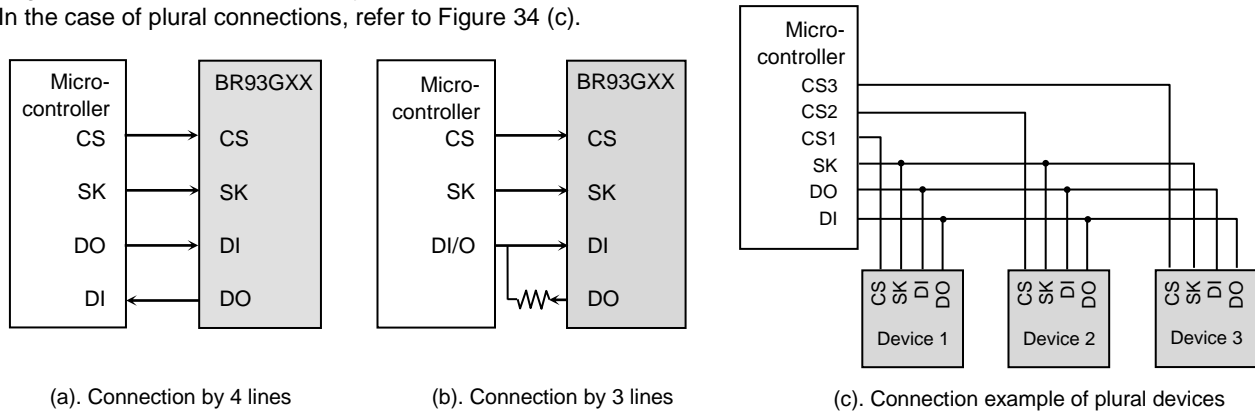 In the case of plural connections, refer to Figure 34 (c).
Micro-
controller
CS
SK
DO
DI
BR93GXX
CS
SK
DI
DO
(a). Connection by 4 lines
Micro-
controller
CS
SK
DI/O
BR93GXX
CS
SK
DI
DO
(b). Connection by 3 lines
Micro-
controller
CS3
CS2
CS1
SK
DO
DI
CS
SK
DI
DO
Device 1
CS
SK
DI
DO
Device 2
CS
SK
DI
DO
Device 3
(c). Connection example of plural devices